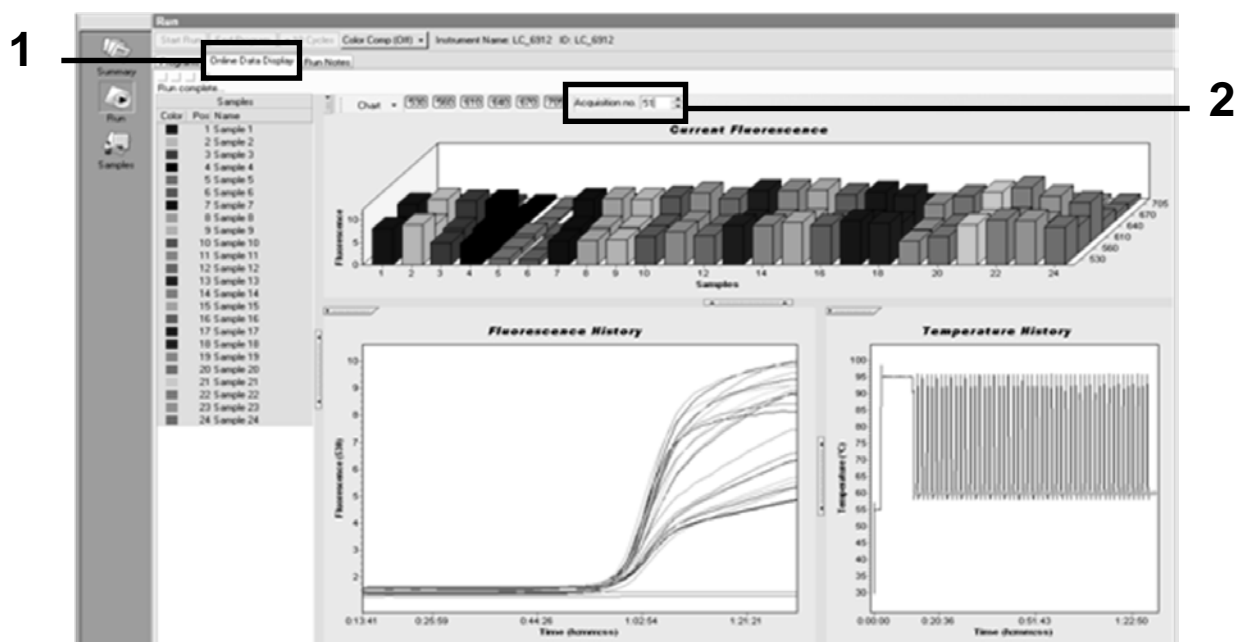 Run
1
Start Run
Cycles
Color Comp (Off)
Instrument Name: LC_6912 ID: LC_6912
Summary
Online Data Display
Run Notes
Run complete...
Run
Samples
Samples
Color Pos Name
1 Sample 1
2 Sample 2
3 Sample 3
4 Sample 4
5 Sample 5
6 Sample 6
7 Sample 7
8 Sample 8
9 Sample 9
10 Sample 10
11 Sample 11
12 Sample 12
13 Sample 13
14 Sample 14
15 Sample 15
16 Sample 16
17 Sample 17
18 Sample 18
19 Sample 19
20 Sample 20
21 Sample 21
22 Sample 22
23 Sample 23
24 Sample 24
Chart 530 560 610 640 670 705 Acquisition no. 51
2
Current Fluorescence
Fluorescence
10
5
0
1 2 3 4 5 6 7 8 9 10 12 14 16 18 20 22 24
Samples
705
670
640
610
560
530
Fluorescence History
Fluorescence (530)
10
9
8
7
6
5
4
3
2
0:13:41 0:25:59 0:44:26 1:02:54 1:21:21
Time (h:mm:ss)
Temperature History
Temperature (°C)
100
95
90
85
80
75
70
65
60
55
50
45
40
35
30
0:00:00 0:20:36 0:51:43 1:22:50
Time (h:mm:ss)